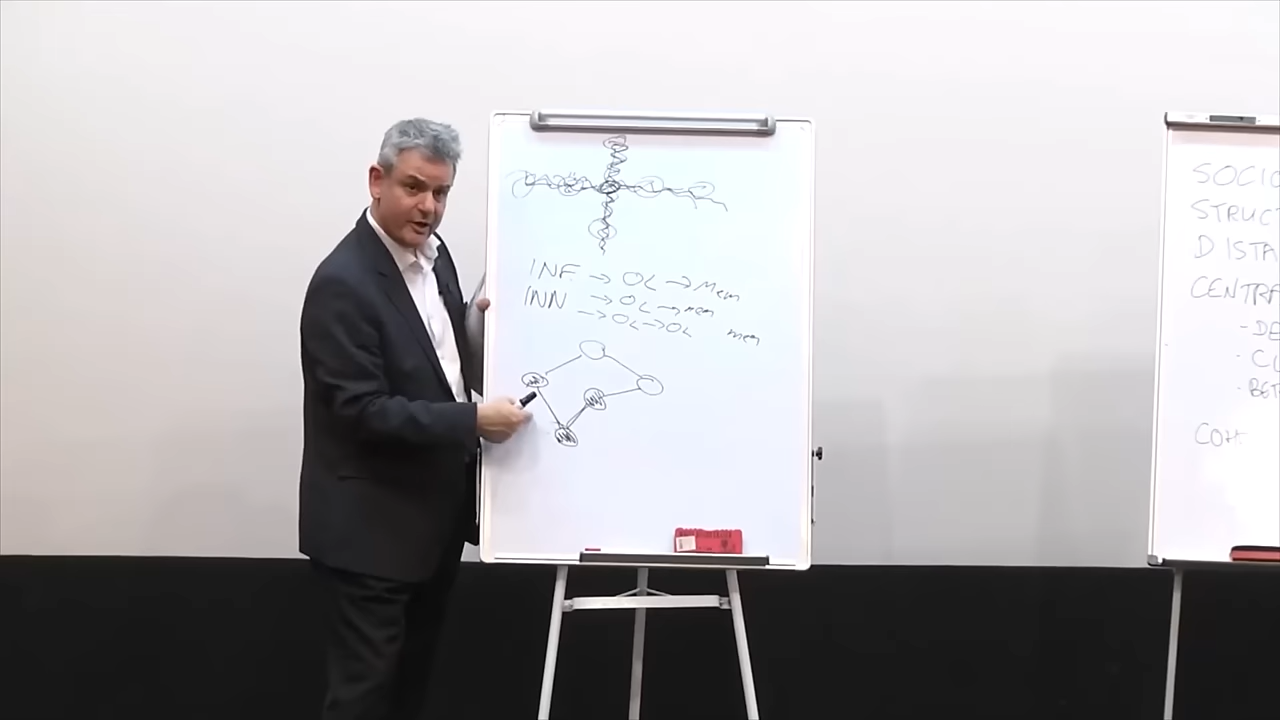 INF → OL → Mem
INN → OL → mem
→ OL → OL mem
SOCIO
STRUCT
DISTA
CENTRA
- DE
- CL
- BET
COH